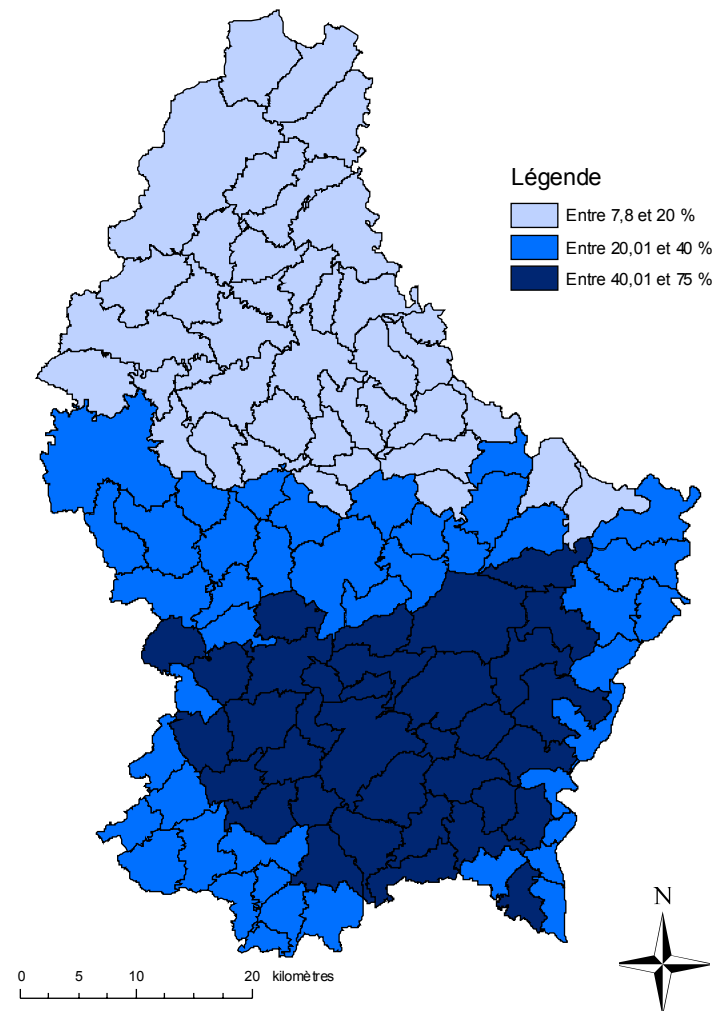 Légende
Entre 7,8 et 20 %
Entre 20,01 et 40 %
Entre 40,01 et 75 %
N
0 5 10 20 kilomètres